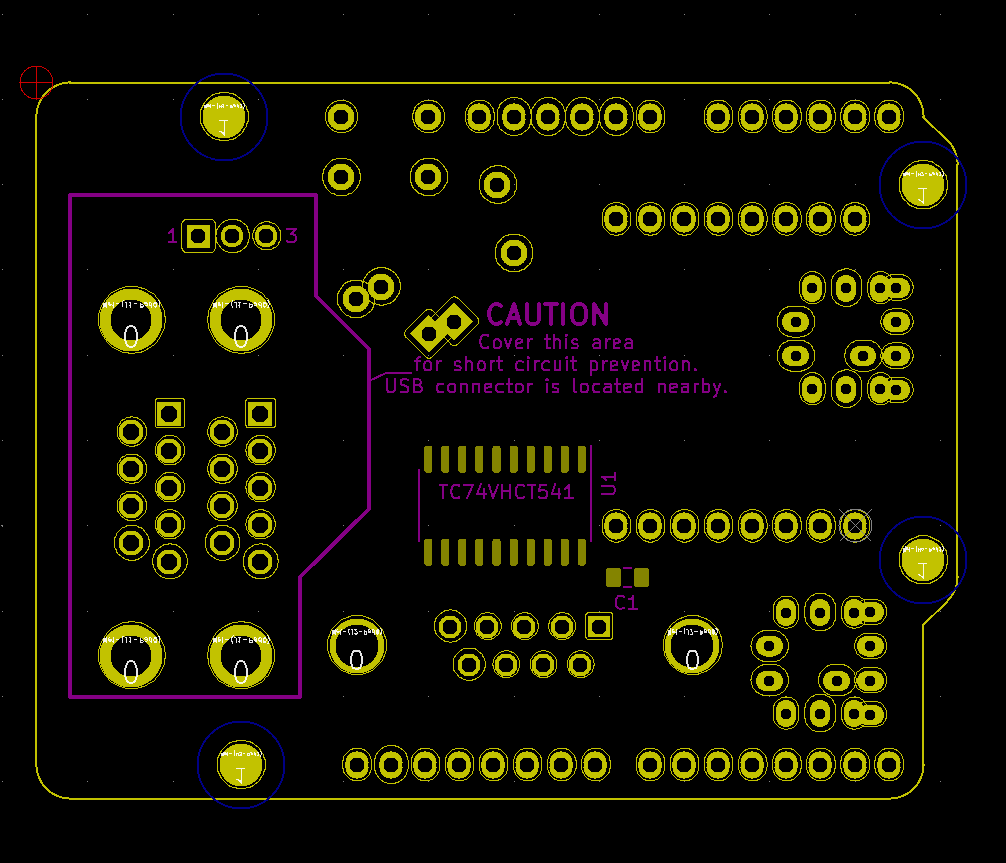 1 3
CAUTION
Cover this area
for short circuit prevention.
USB connector is located nearby.
TC74VHCT541
U1
C1